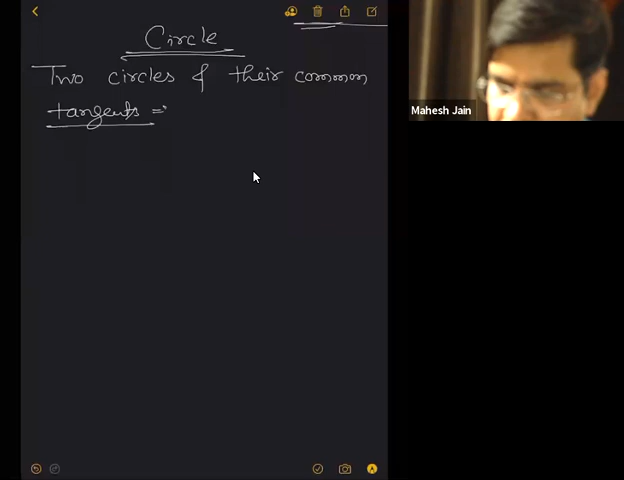 Circle
Two circles & their common
tangents =>
Mahesh Jain